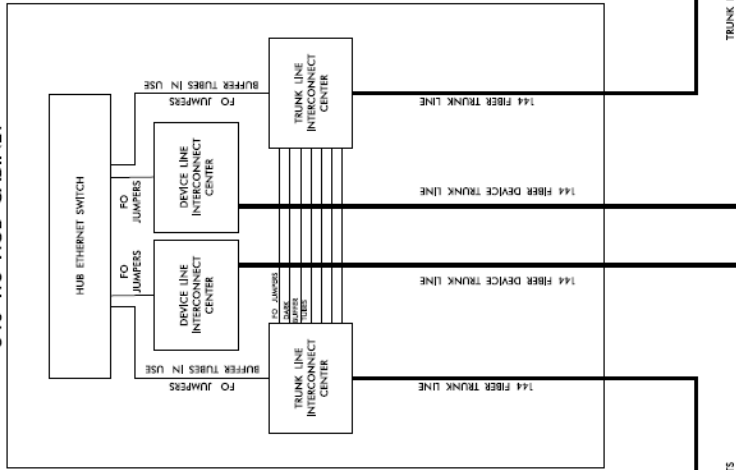 TRUNK
BUFFER TUBES IN USE
FO JUMPERS
TRUNK LINE
INTERCONNECT
CENTER
144 FIBER TRUNK LINE
HUB ETHERNET SWITCH
FO
JUMPERS
DEVICE LINE
INTERCONNECT
CENTER
144 FIBER DEVICE TRUNK LINE
FO
JUMPERS
DEVICE LINE
INTERCONNECT
CENTER
144 FIBER DEVICE TRUNK LINE
FO JUMPERS
DARK
BUFFER
TUBES
BUFFER TUBES IN USE
FO JUMPERS
TRUNK LINE
INTERCONNECT
CENTER
144 FIBER TRUNK LINE